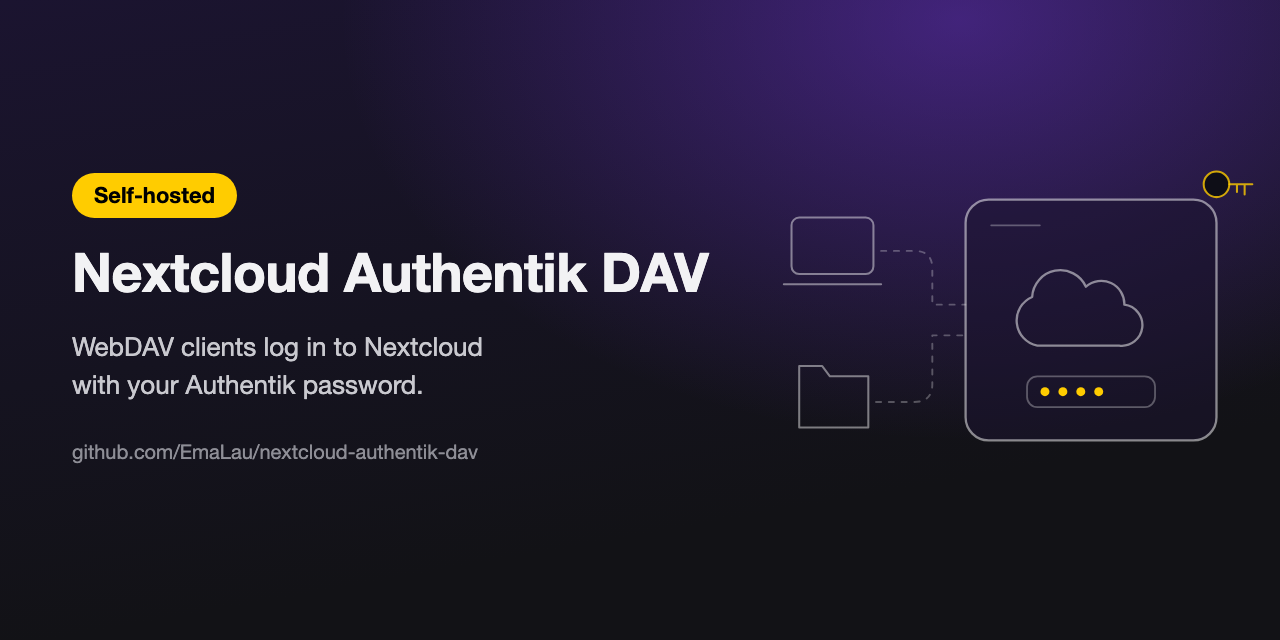 Self-hosted
Nextcloud Authentik DAV
WebDAV clients log in to Nextcloud
with your Authentik password.
github.com/EmaLau/nextcloud-authentik-dav